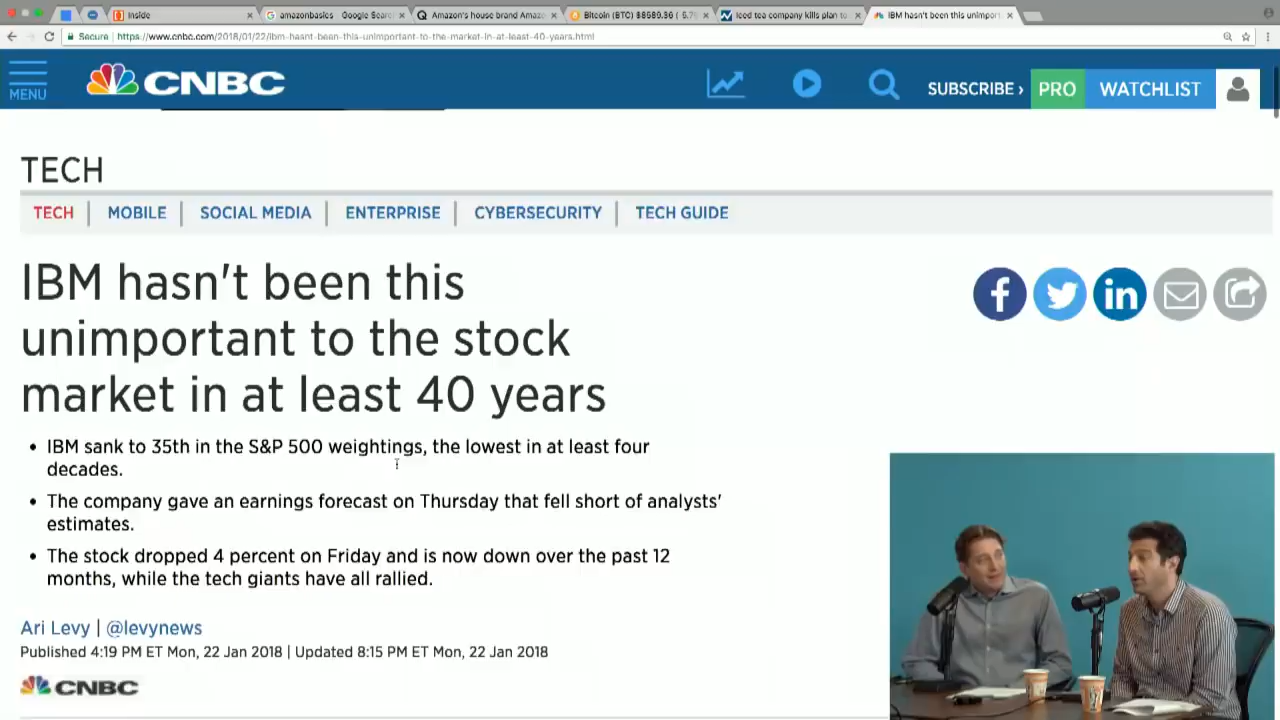 Inside
amazonbasics - Google Searc
Amazon's house brand Amaz
Bitcoin (BTC) $8589.36 (-5.7
Iced tea company kills plan to
IBM hasn't been this unimport
Secure | https://www.cnbc.com/2018/01/22/ibm-hasnt-been-this-unimportant-to-the-market-in-at-least-40-years.html
MENU
CNBC
SUBSCRIBE ›
PRO
WATCHLIST
TECH
TECH | MOBILE | SOCIAL MEDIA | ENTERPRISE | CYBERSECURITY | TECH GUIDE
IBM hasn't been this
unimportant to the stock
market in at least 40 years
f
in
• IBM sank to 35th in the S&P 500 weightings, the lowest in at least four
decades.
• The company gave an earnings forecast on Thursday that fell short of analysts'
estimates.
• The stock dropped 4 percent on Friday and is now down over the past 12
months, while the tech giants have all rallied.
Ari Levy | @levynews
Published 4:19 PM ET Mon, 22 Jan 2018 | Updated 8:15 PM ET Mon, 22 Jan 2018
CNBC